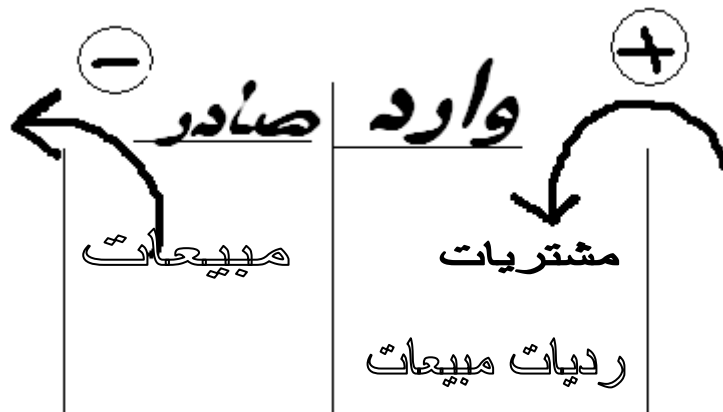 + −
وارد صادر
مشتريات مبيعات
رديات مبيعات